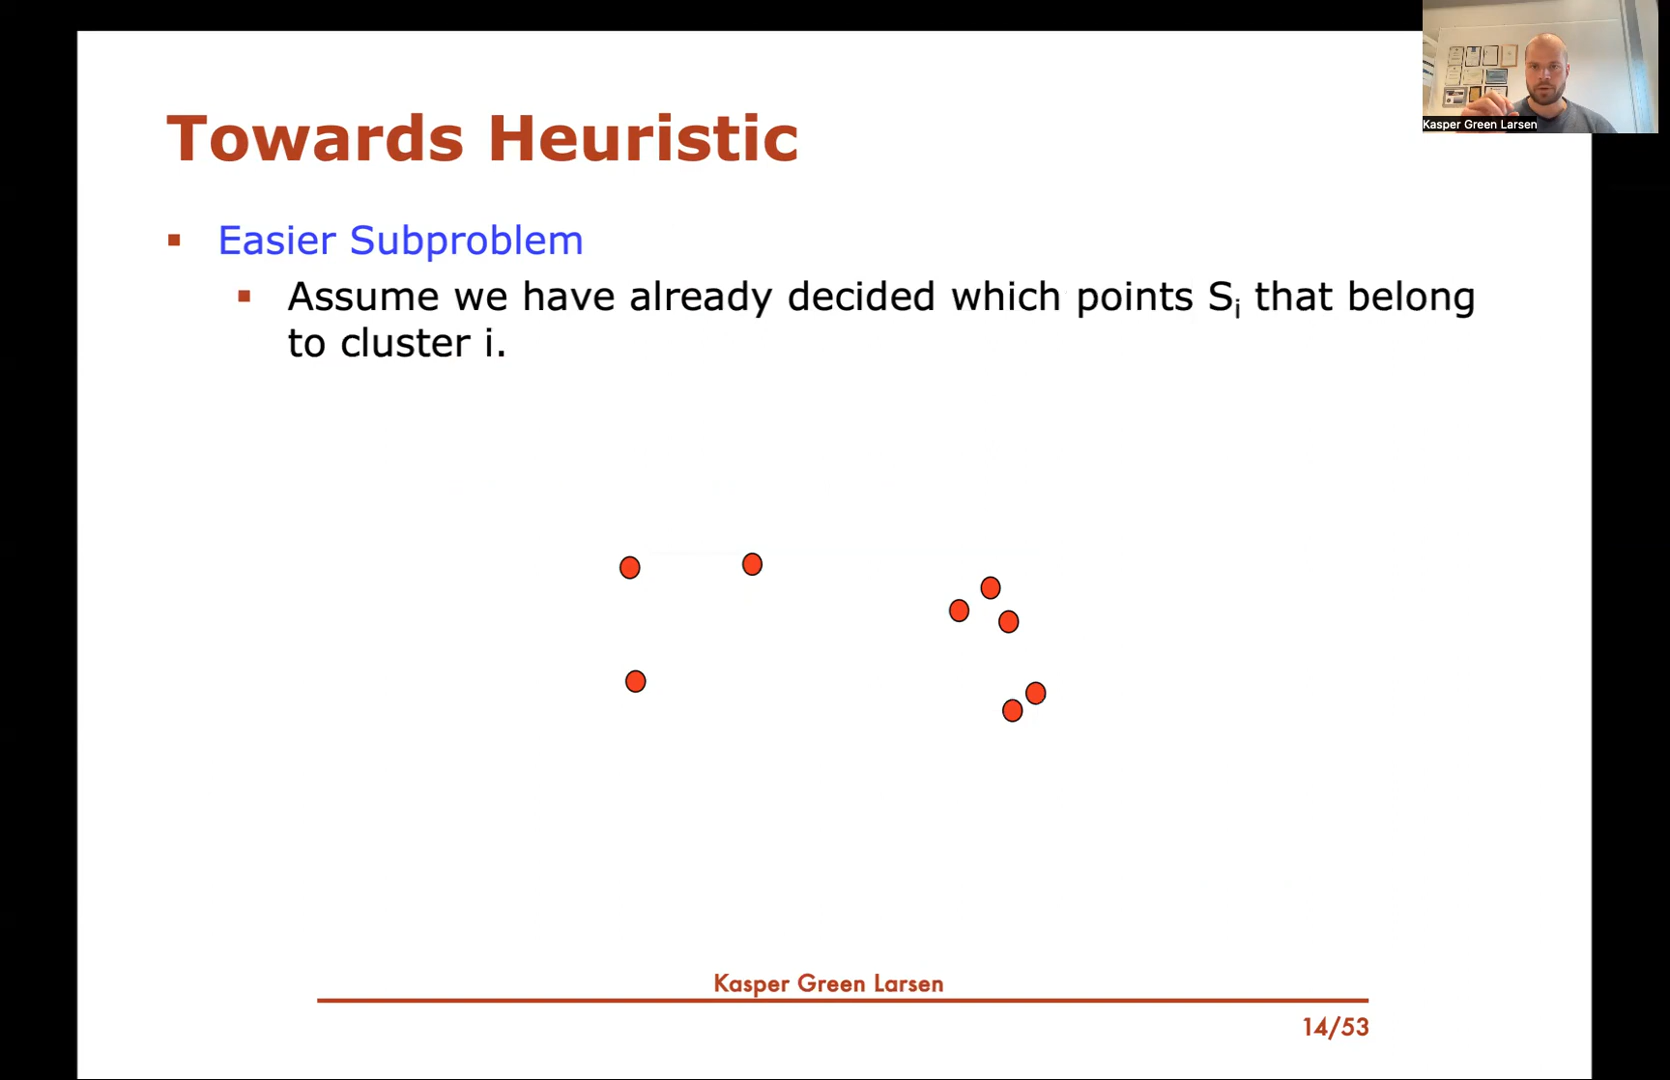 Kasper Green Larsen
Towards Heuristic
Easier Subproblem
Assume we have already decided which points Sᵢ that belong
to cluster i.
Kasper Green Larsen
14/53